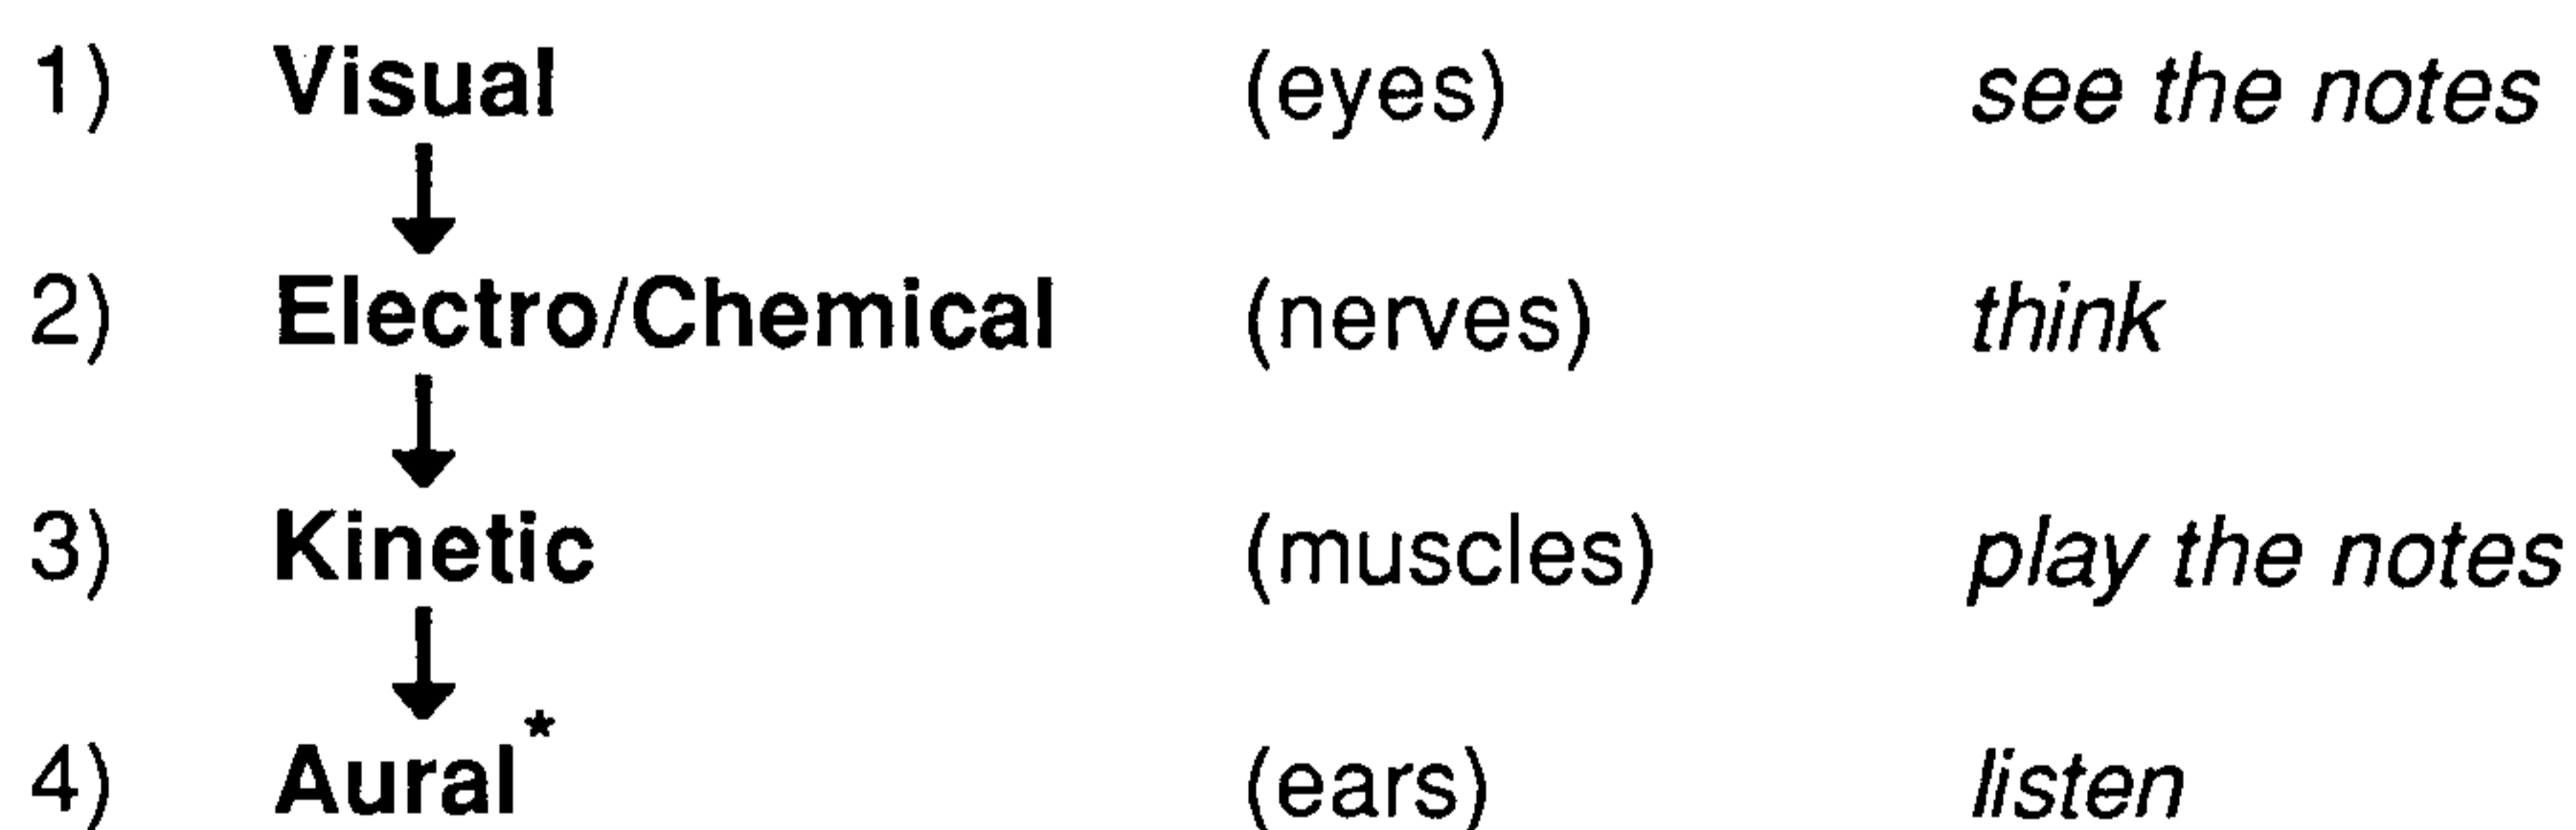 1) Visual (eyes) see the notes
2) Electro/Chemical (nerves) think
3) Kinetic (muscles) play the notes
4) Aural* (ears) listen